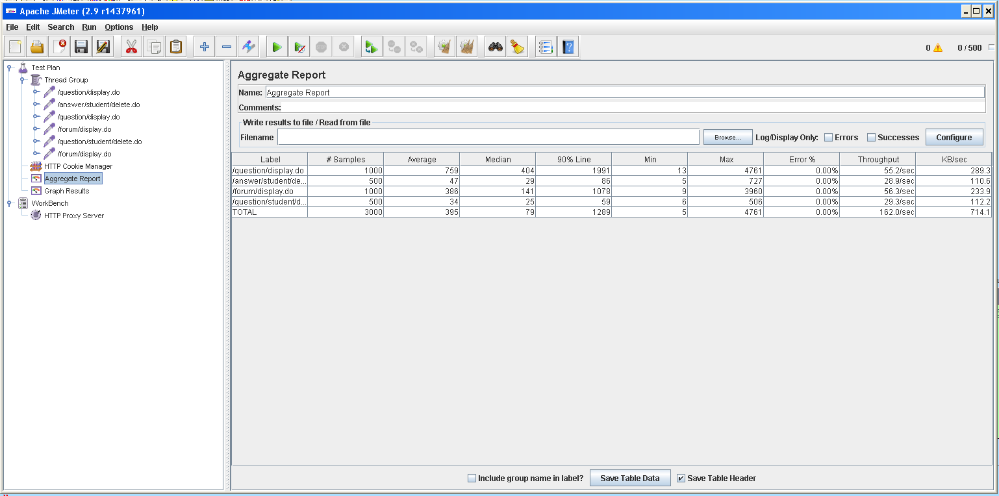 Apache JMeter (2.9 r1437961)
File Edit Search Run Options Help
0 0 / 500
Test Plan
Thread Group
/question/display.do
/answer/student/delete.do
/question/display.do
/forum/display.do
/question/student/delete.do
/forum/display.do
HTTP Cookie Manager
Aggregate Report
Graph Results
WorkBench
HTTP Proxy Server
Aggregate Report
Name: Aggregate Report
Comments:
Write results to file / Read from file
Filename Browse... Log/Display Only: Errors Successes Configure
Label # Samples Average Median 90% Line Min Max Error % Throughput KB/sec
/question/display.do 1000 759 404 1991 13 4761 0.00% 55.2/sec 289.3
/answer/student/de... 500 47 29 86 5 727 0.00% 28.9/sec 110.6
/forum/display.do 1000 386 141 1078 9 3960 0.00% 56.3/sec 233.9
/question/student/d... 500 34 25 59 6 506 0.00% 29.3/sec 112.2
TOTAL 3000 395 79 1289 5 4761 0.00% 162.0/sec 714.1
Include group name in label? Save Table Data Save Table Header